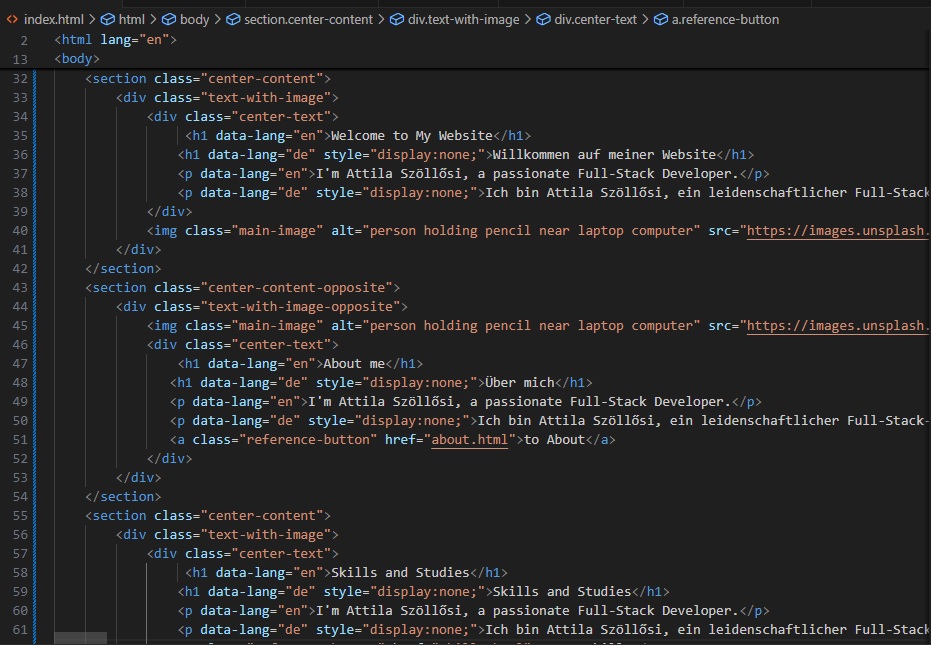 index.html > html > body > section.center-content > div.text-with-image > div.center-text > a.reference-button
2 <html lang="en">
13 <body>
32 <section class="center-content">
33 <div class="text-with-image">
34 <div class="center-text">
35 <h1 data-lang="en">Welcome to My Website</h1>
36 <h1 data-lang="de" style="display:none;">Willkommen auf meiner Website</h1>
37 <p data-lang="en">I'm Attila Szöllősi, a passionate Full-Stack Developer.</p>
38 <p data-lang="de" style="display:none;">Ich bin Attila Szöllősi, ein leidenschaftlicher Full-Stack
39 </div>
40 <img class="main-image" alt="person holding pencil near laptop computer" src="https://images.unsplash.
41 </div>
42 </section>
43 <section class="center-content-opposite">
44 <div class="text-with-image-opposite">
45 <img class="main-image" alt="person holding pencil near laptop computer" src="https://images.unsplash.
46 <div class="center-text">
47 <h1 data-lang="en">About me</h1>
48 <h1 data-lang="de" style="display:none;">Über mich</h1>
49 <p data-lang="en">I'm Attila Szöllősi, a passionate Full-Stack Developer.</p>
50 <p data-lang="de" style="display:none;">Ich bin Attila Szöllősi, ein leidenschaftlicher Full-Stack-
51 <a class="reference-button" href="about.html">to About</a>
52 </div>
53 </div>
54 </section>
55 <section class="center-content">
56 <div class="text-with-image">
57 <div class="center-text">
58 <h1 data-lang="en">Skills and Studies</h1>
59 <h1 data-lang="de" style="display:none;">Skills and Studies</h1>
60 <p data-lang="en">I'm Attila Szöllősi, a passionate Full-Stack Developer.</p>
61 <p data-lang="de" style="display:none;">Ich bin Attila Szöllősi, ein leidenschaftlicher Full-Stack